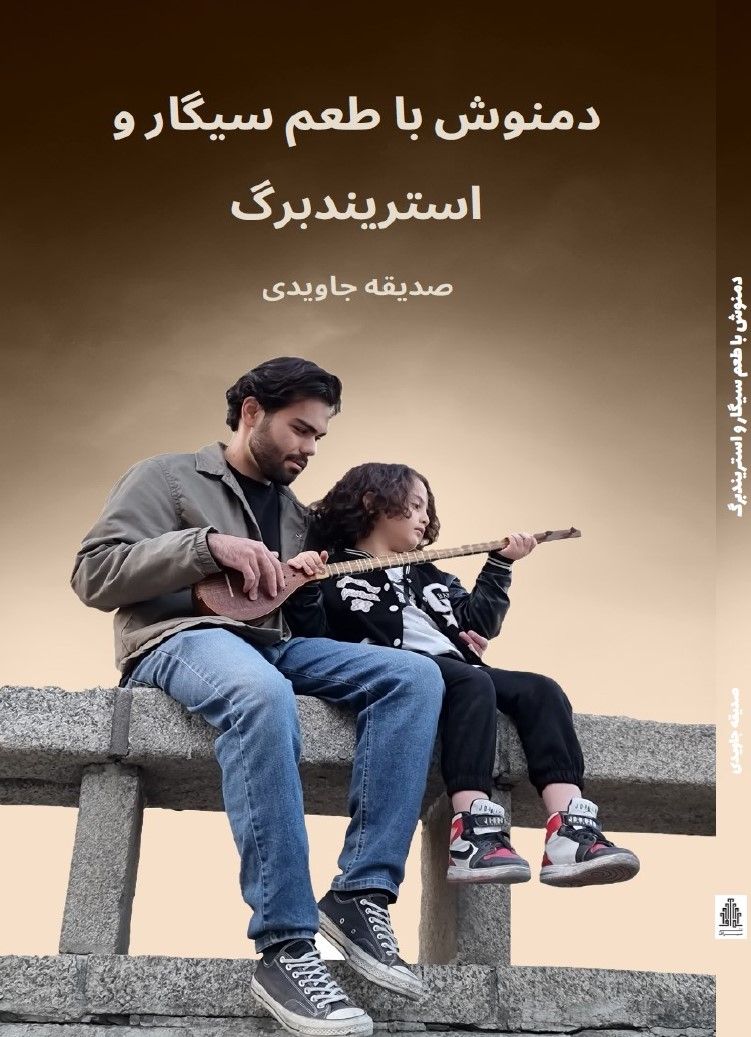 دمنوش با طعم سیگار و
استریندبرگ
صدیقه جاویدی
دمنوش با طعم سیگار و استریندبرگ
صدیقه جاویدی